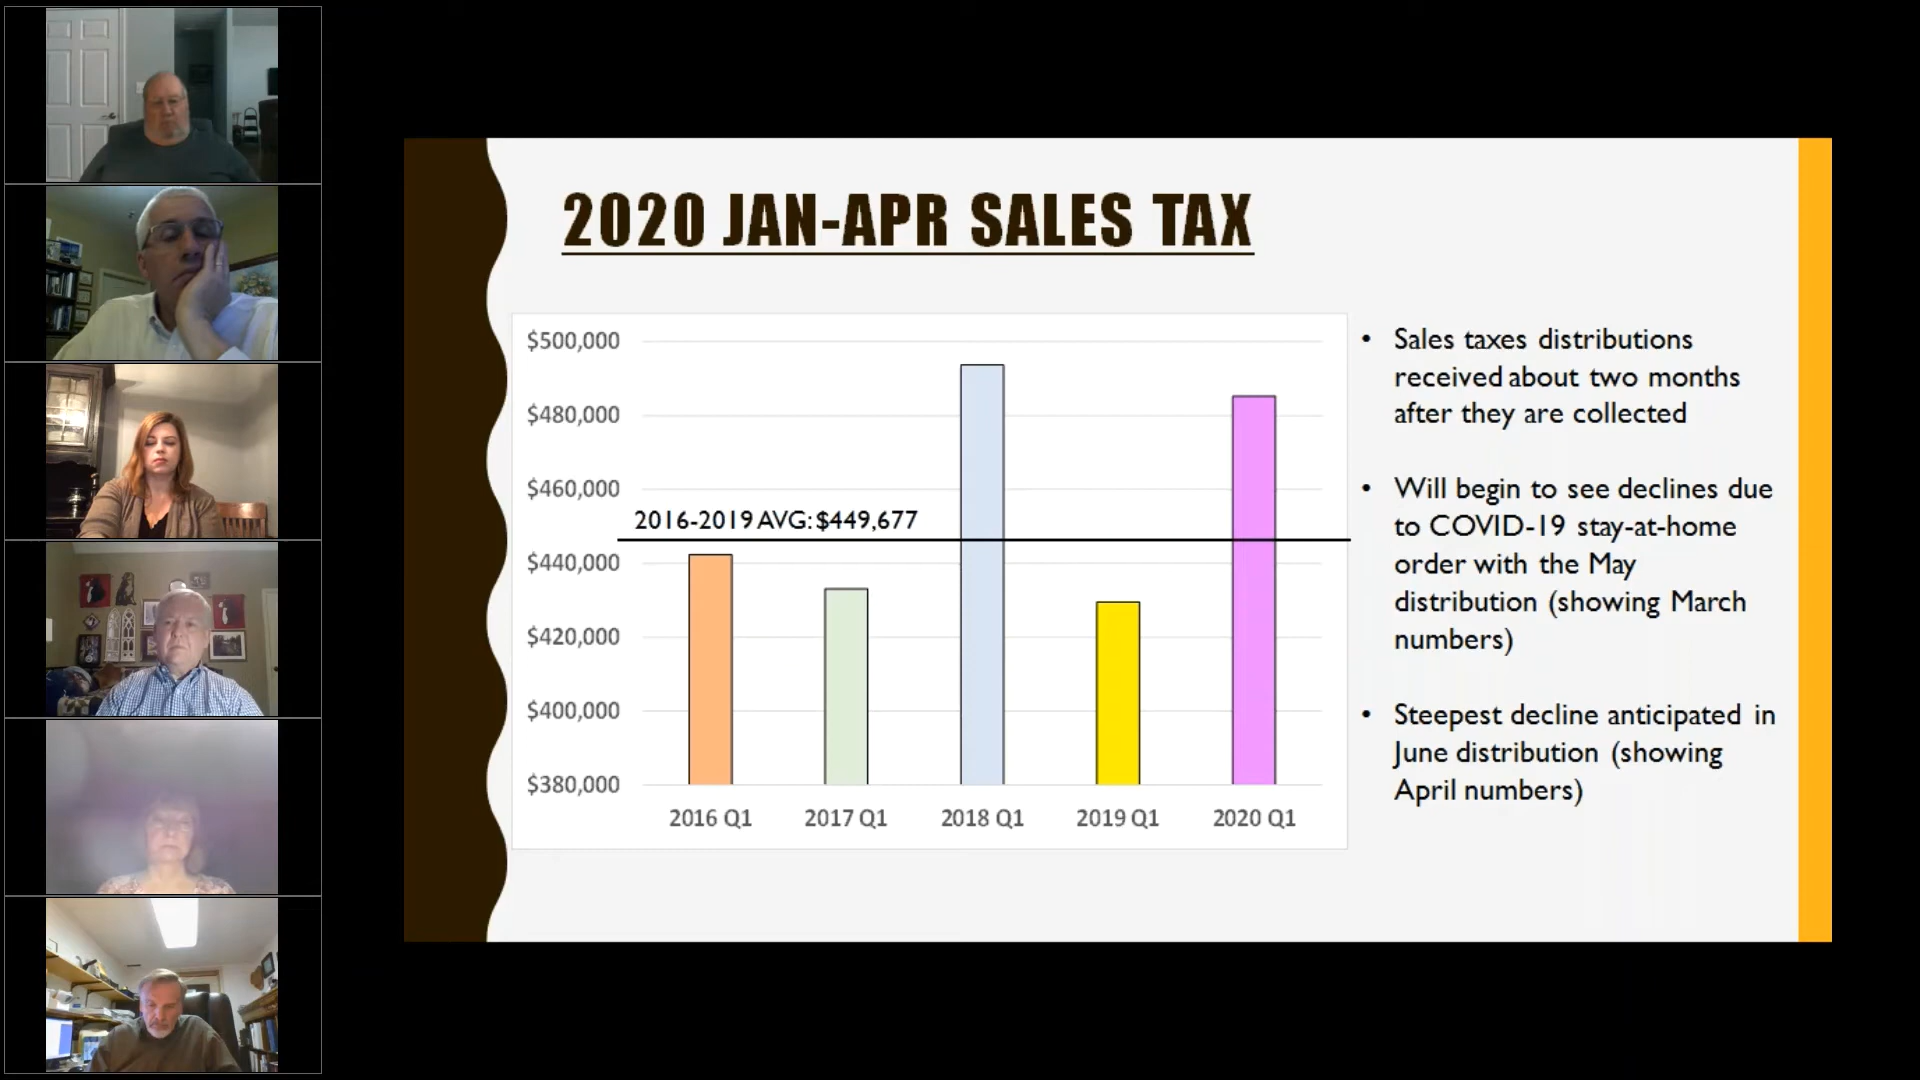 2020 JAN-APR SALES TAX
$500,000
$480,000
$460,000
2016-2019 AVG: $449,677
$440,000
$420,000
$400,000
$380,000
2016 Q1 2017 Q1 2018 Q1 2019 Q1 2020 Q1
• Sales taxes distributions
received about two months
after they are collected
• Will begin to see declines due
to COVID-19 stay-at-home
order with the May
distribution (showing March
numbers)
• Steepest decline anticipated in
June distribution (showing
April numbers)